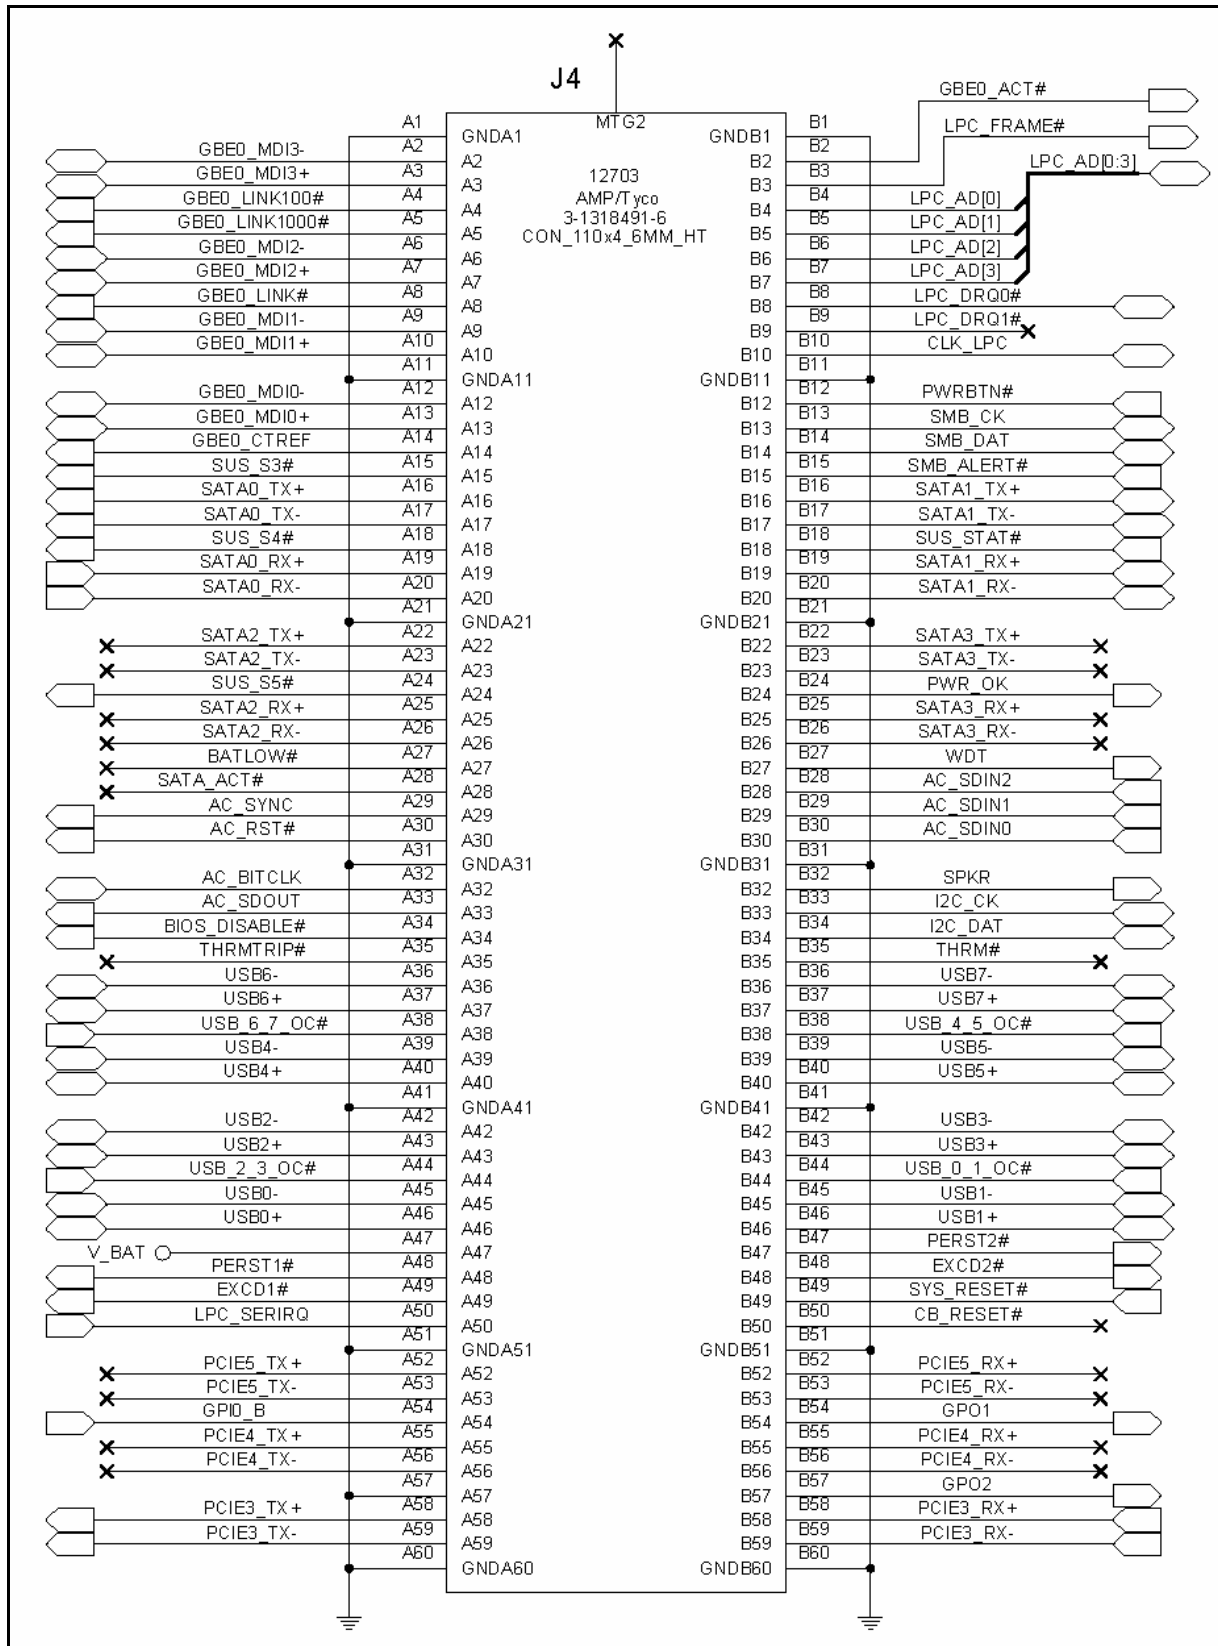 J4
MTG2
12703
AMP/Tyco
3-1318491-6
CON_110x4_6MM_HT
A1 GNDA1 GNDB1 B1
GBE0_ACT#
GBE0_MDI3- A2 A2 B2 B2
LPC_FRAME#
GBE0_MDI3+ A3 A3 B3 B3
LPC_AD[0:3]
GBE0_LINK100# A4 A4 B4 B4 LPC_AD[0]
GBE0_LINK1000# A5 A5 B5 B5 LPC_AD[1]
GBE0_MDI2- A6 A6 B6 B6 LPC_AD[2]
GBE0_MDI2+ A7 A7 B7 B7 LPC_AD[3]
GBE0_LINK# A8 A8 B8 B8 LPC_DRQ0#
GBE0_MDI1- A9 A9 B9 B9 LPC_DRQ1#
GBE0_MDI1+ A10 A10 B10 B10 CLK_LPC
A11 GNDA11 GNDB11 B11
GBE0_MDI0- A12 A12 B12 B12 PWRBTN#
GBE0_MDI0+ A13 A13 B13 B13 SMB_CK
GBE0_CTREF A14 A14 B14 B14 SMB_DAT
SUS_S3# A15 A15 B15 B15 SMB_ALERT#
SATA0_TX+ A16 A16 B16 B16 SATA1_TX+
SATA0_TX- A17 A17 B17 B17 SATA1_TX-
SUS_S4# A18 A18 B18 B18 SUS_STAT#
SATA0_RX+ A19 A19 B19 B19 SATA1_RX+
SATA0_RX- A20 A20 B20 B20 SATA1_RX-
A21 GNDA21 GNDB21 B21
SATA2_TX+ A22 A22 B22 B22 SATA3_TX+
SATA2_TX- A23 A23 B23 B23 SATA3_TX-
SUS_S5# A24 A24 B24 B24 PWR_OK
SATA2_RX+ A25 A25 B25 B25 SATA3_RX+
SATA2_RX- A26 A26 B26 B26 SATA3_RX-
BATLOW# A27 A27 B27 B27 WDT
SATA_ACT# A28 A28 B28 B28 AC_SDIN2
AC_SYNC A29 A29 B29 B29 AC_SDIN1
AC_RST# A30 A30 B30 B30 AC_SDIN0
A31 GNDA31 GNDB31 B31
AC_BITCLK A32 A32 B32 B32 SPKR
AC_SDOUT A33 A33 B33 B33 I2C_CK
BIOS_DISABLE# A34 A34 B34 B34 I2C_DAT
THRMTRIP# A35 A35 B35 B35 THRM#
USB6- A36 A36 B36 B36 USB7-
USB6+ A37 A37 B37 B37 USB7+
USB_6_7_OC# A38 A38 B38 B38 USB_4_5_OC#
USB4- A39 A39 B39 B39 USB5-
USB4+ A40 A40 B40 B40 USB5+
A41 GNDA41 GNDB41 B41
USB2- A42 A42 B42 B42 USB3-
USB2+ A43 A43 B43 B43 USB3+
USB_2_3_OC# A44 A44 B44 B44 USB_0_1_OC#
USB0- A45 A45 B45 B45 USB1-
USB0+ A46 A46 B46 B46 USB1+
V_BAT A47 A47 B47 B47 PERST2#
PERST1# A48 A48 B48 B48 EXCD2#
EXCD1# A49 A49 B49 B49 SYS_RESET#
LPC_SERIRQ A50 A50 B50 B50 CB_RESET#
A51 GNDA51 GNDB51 B51
PCIE5_TX+ A52 A52 B52 B52 PCIE5_RX+
PCIE5_TX- A53 A53 B53 B53 PCIE5_RX-
GPI0_B A54 A54 B54 B54 GPO1
PCIE4_TX+ A55 A55 B55 B55 PCIE4_RX+
PCIE4_TX- A56 A56 B56 B56 PCIE4_RX-
A57 A57 B57 B57 GPO2
PCIE3_TX+ A58 A58 B58 B58 PCIE3_RX+
PCIE3_TX- A59 A59 B59 B59 PCIE3_RX-
A60 GNDA60 GNDB60 B60